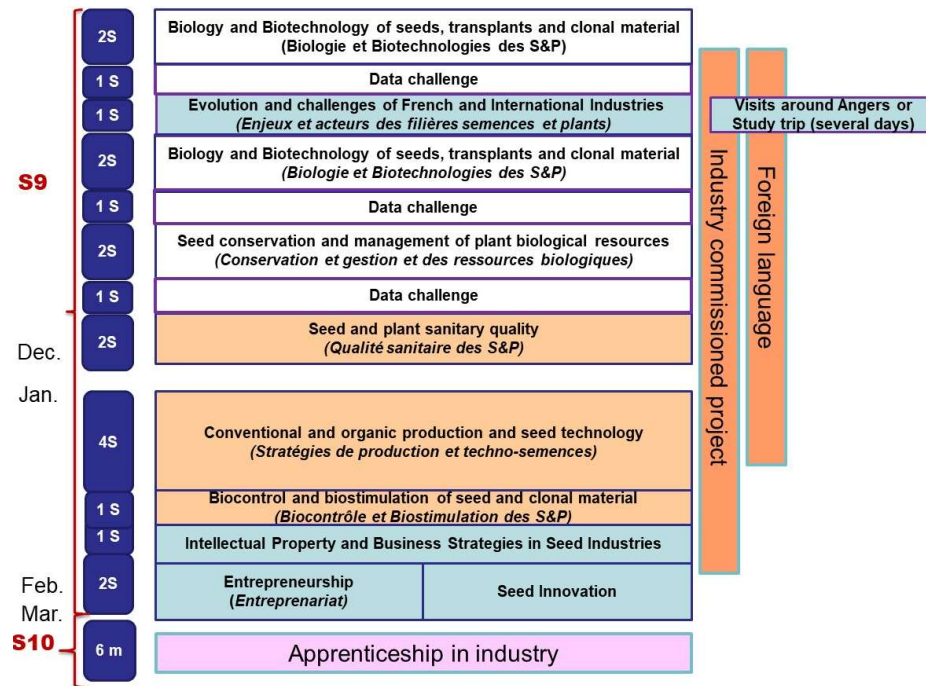 2S
Biology and Biotechnology of seeds, transplants and clonal material
(Biologie et Biotechnologies des S&P)
1 S
Data challenge
1 S
Evolution and challenges of French and International Industries
(Enjeux et acteurs des filières semences et plants)
Visits around Angers or
Study trip (several days)
2S
Biology and Biotechnology of seeds, transplants and clonal material
(Biologie et Biotechnologies des S&P)
S9
1 S
Data challenge
2S
Seed conservation and management of plant biological resources
(Conservation et gestion et des ressources biologiques)
1 S
Data challenge
2S
Seed and plant sanitary quality
(Qualité sanitaire des S&P)
Dec.
Jan.
Industry commissioned project
Foreign language
4S
Conventional and organic production and seed technology
(Stratégies de production et techno-semences)
1 S
Biocontrol and biostimulation of seed and clonal material
(Biocontrôle et Biostimulation des S&P)
1 S
Intellectual Property and Business Strategies in Seed Industries
Feb.
Mar.
2S
Entrepreneurship
(Entreprenariat)
Seed Innovation
S10
6 m
Apprenticeship in industry